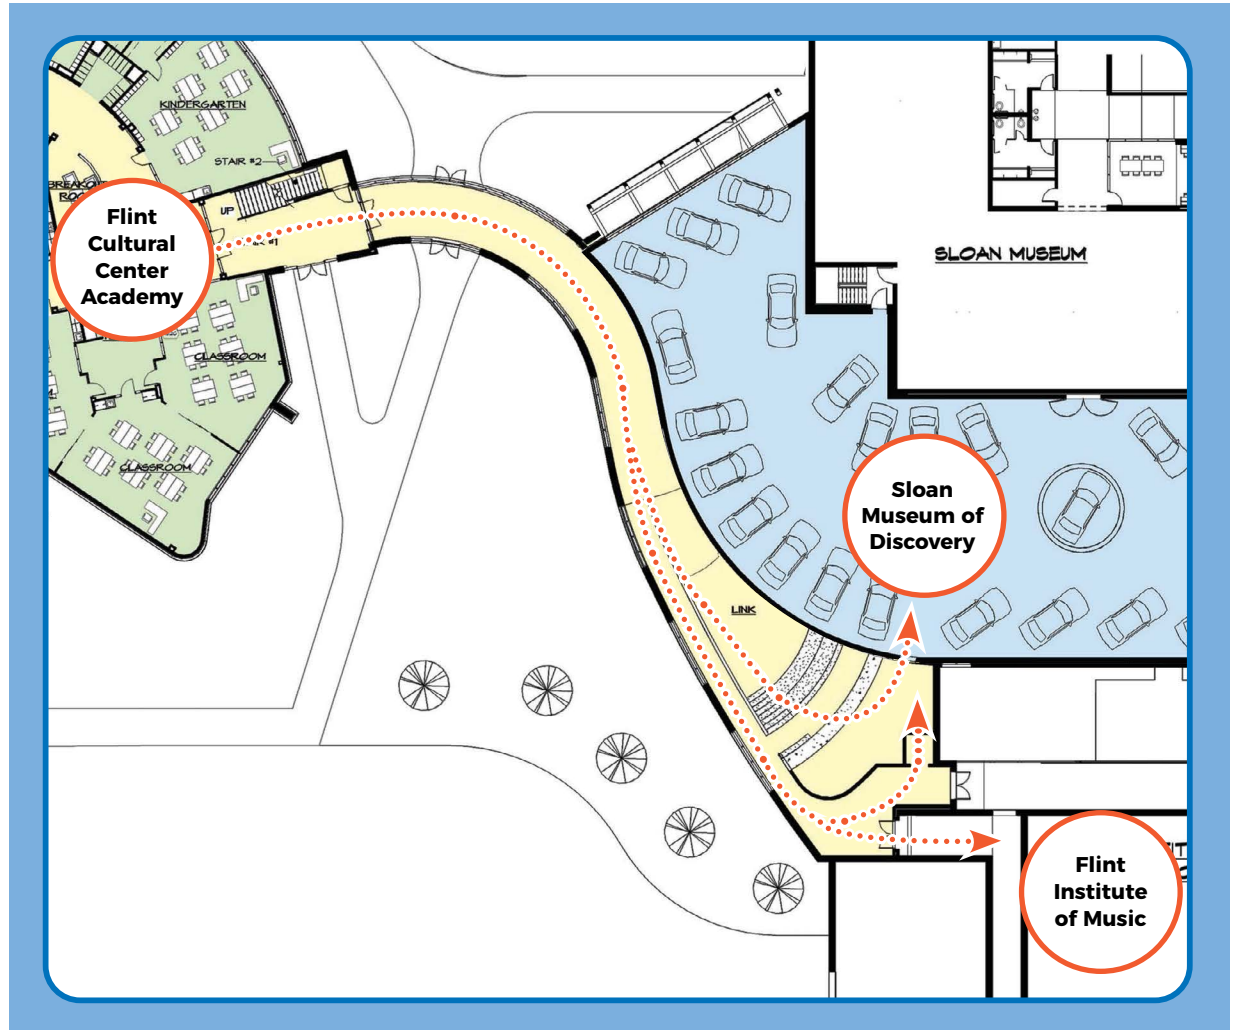 KINDERGARTEN
STAIR #2
UP
#1
Flint
Cultural
Center
Academy
CLASSROOM
CLASSROOM
SLOAN MUSEUM
Sloan
Museum of
Discovery
LINK
Flint
Institute
of Music